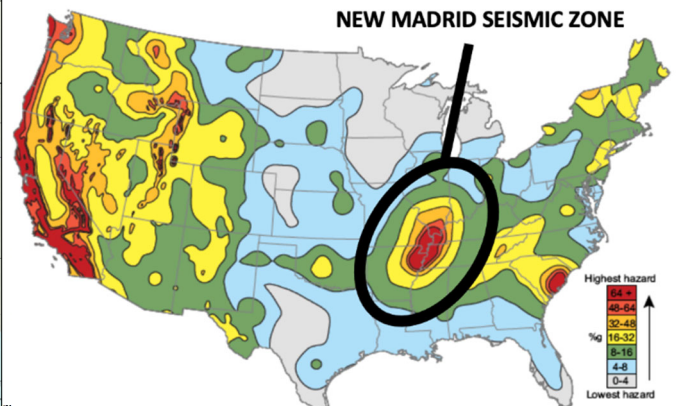 NEW MADRID SEISMIC ZONE
Highest hazard
64 +
48-64
32-48
%g 16-32
8-16
4-8
0-4
Lowest hazard